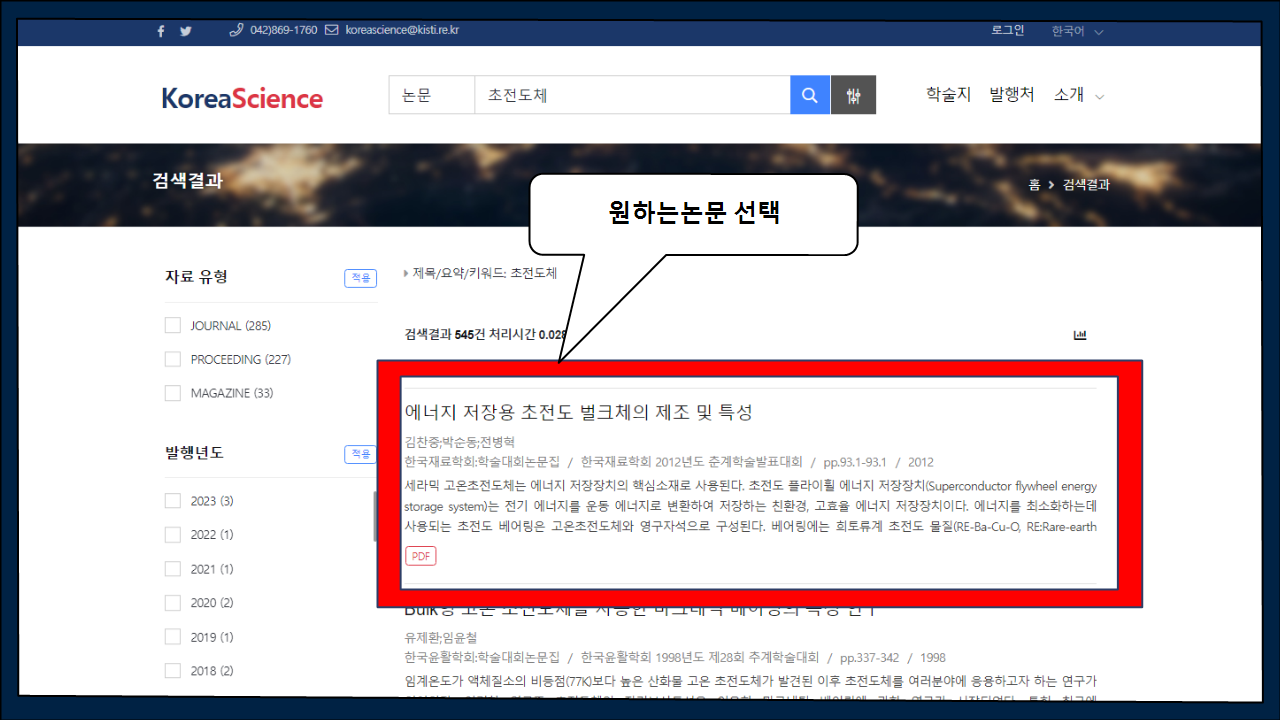 042)869-1760 koreascience@kisti.re.kr 로그인 한국어
KoreaScience 논문 초전도체 학술지 발행처 소개
검색결과 홈 검색결과
원하는논문 선택
자료 유형 적용
JOURNAL (285)
PROCEEDING (227)
MAGAZINE (33)
발행년도 적용
2023 (3)
2022 (1)
2021 (1)
2020 (2)
2019 (1)
2018 (2)
제목/요약/키워드: 초전도체
검색결과 545건 처리시간 0.028
에너지 저장용 초전도 벌크체의 제조 및 특성
김찬중;박순동;전병혁
한국재료학회:학술대회논문집 / 한국재료학회 2012년도 춘계학술발표대회 / pp.93.1-93.1 / 2012
세라믹 고온초전도체는 에너지 저장장치의 핵심소재로 사용된다. 초전도 플라이휠 에너지 저장장치(Superconductor flywheel energy
storage system)는 전기 에너지를 운동 에너지로 변환하여 저장하는 친환경, 고효율 에너지 저장장치이다. 에너지를 최소화하는데
사용되는 초전도 베어링은 고온초전도체와 영구자석으로 구성된다. 베어링에는 희토류계 초전도 물질(RE-Ba-Cu-O, RE:Rare-earth
PDF
유제환;임윤철
한국윤활학회:학술대회논문집 / 한국윤활학회 1998년도 제28회 추계학술대회 / pp.337-342 / 1998
임계온도가 액체질소의 비등점(77K)보다 높은 산화물 고온 초전도체가 발견된 이후 초전도체를 여러분야에 응용하고자 하는 연구가